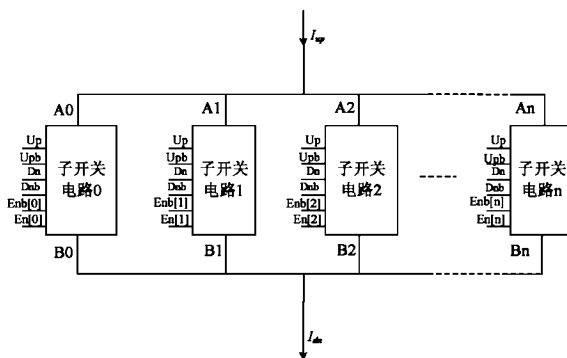 Iup
A0
A1
A2
An
Up
Upb
Dn
Dnb
Enb[0]
En[0]
子开关
电路0
Up
Upb
Dn
Dnb
Enb[1]
En[1]
子开关
电路1
Up
Upb
Dn
Dnb
Enb[2]
En[2]
子开关
电路2
Up
Upb
Dn
Dnb
Enb[n]
En[n]
子开关
电路n
B0
B1
B2
Bn
Idn